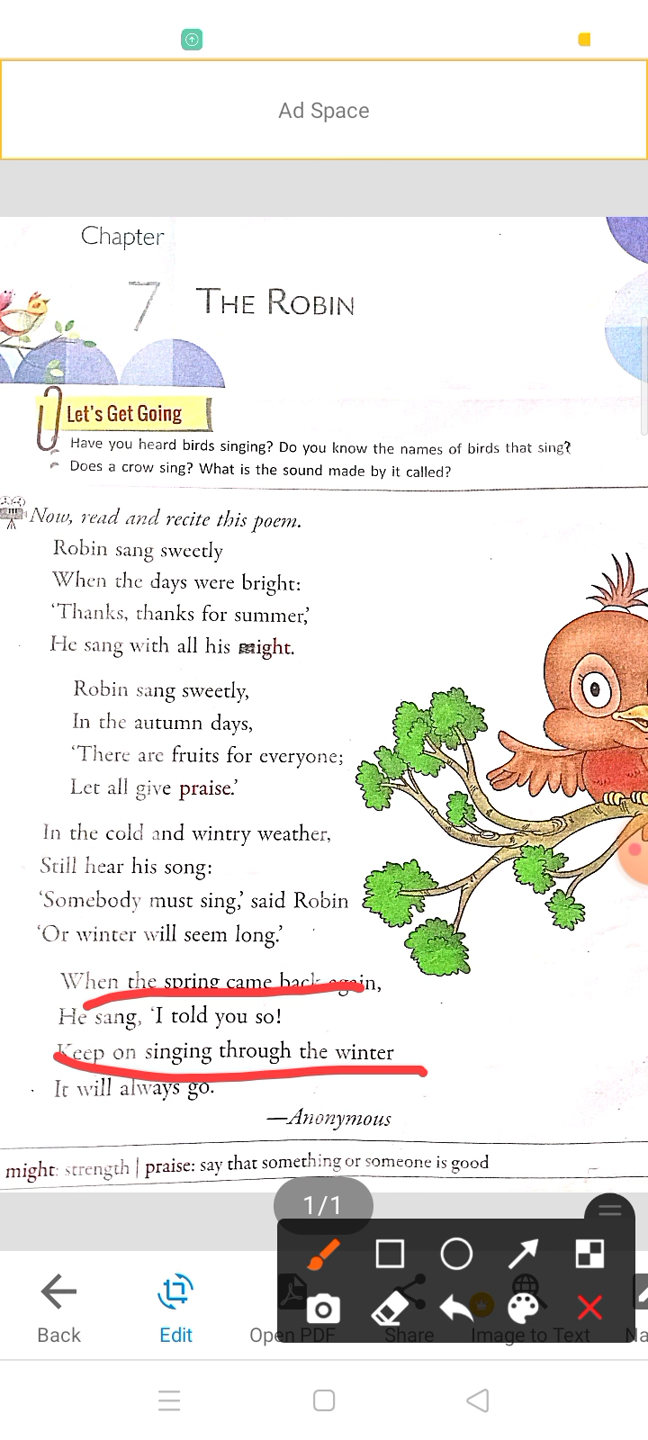 Ad Space
Chapter
7 THE ROBIN
Let's Get Going
Have you heard birds singing? Do you know the names of birds that sing?
Does a crow sing? What is the sound made by it called?
Now, read and recite this poem.
Robin sang sweetly
When the days were bright:
'Thanks, thanks for summer,'
He sang with all his might.
Robin sang sweetly,
In the autumn days,
'There are fruits for everyone;
Let all give praise.'
In the cold and wintry weather,
Still hear his song:
'Somebody must sing,' said Robin
'Or winter will seem long.'
When the spring came back again,
He sang, 'I told you so!
Keep on singing through the winter
It will always go.
—Anonymous
might: strength | praise: say that something or someone is good
1/1
Back
Edit
Open PDF
Share
Image to Text
Na